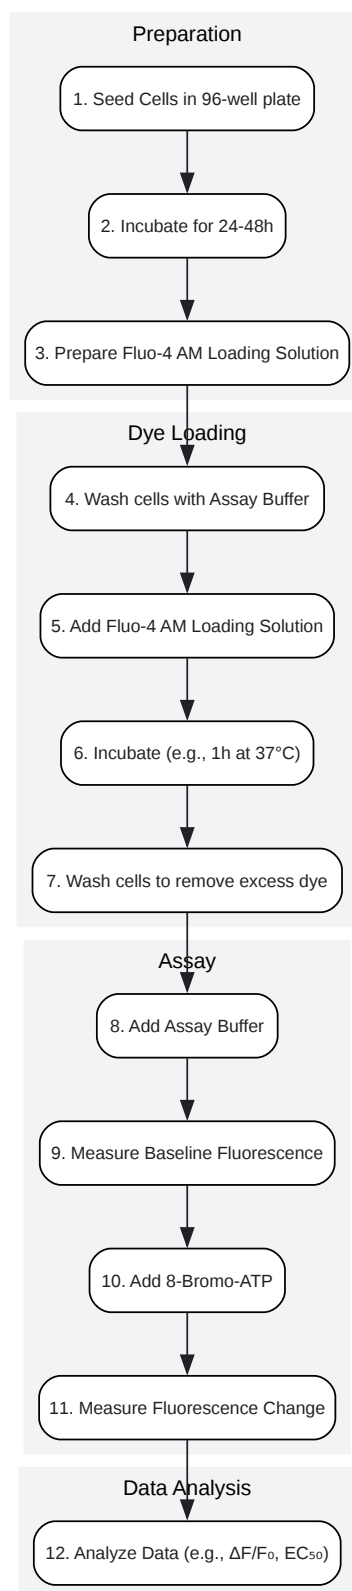 Preparation
1. Seed Cells in 96-well plate
2. Incubate for 24-48h
3. Prepare Fluo-4 AM Loading Solution
Dye Loading
4. Wash cells with Assay Buffer
5. Add Fluo-4 AM Loading Solution
6. Incubate (e.g., 1h at 37°C)
7. Wash cells to remove excess dye
Assay
8. Add Assay Buffer
9. Measure Baseline Fluorescence
10. Add 8-Bromo-ATP
11. Measure Fluorescence Change
Data Analysis
12. Analyze Data (e.g., ΔF/F₀, EC₅₀)